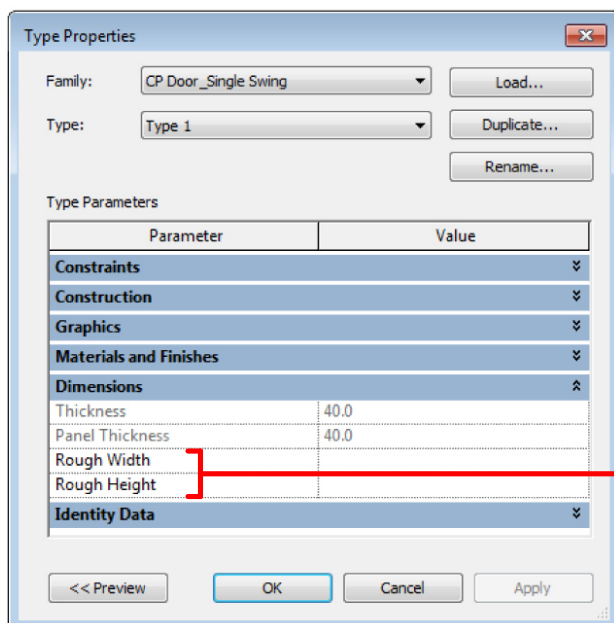 Type Properties
Family: CP Door_Single Swing Load...
Type: Type 1 Duplicate...
Rename...
Type Parameters
Parameter Value
Constraints
Construction
Graphics
Materials and Finishes
Dimensions
Thickness 40.0
Panel Thickness 40.0
Rough Width
Rough Height
Identity Data
<< Preview OK Cancel Apply